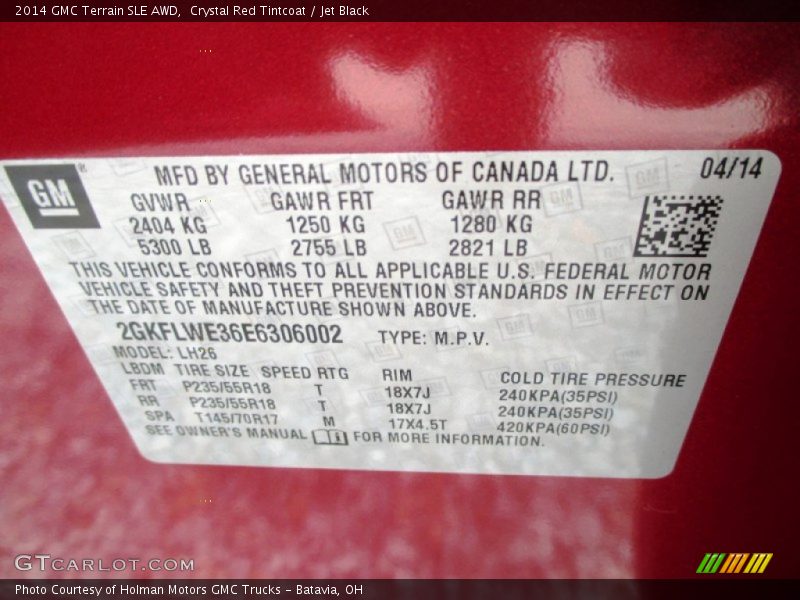 2014 GMC Terrain SLE AWD,  Crystal Red Tintcoat / Jet Black
GM®
MFD BY GENERAL MOTORS OF CANADA LTD. 04/14
GVWR GAWR FRT GAWR RR
2404 KG 1250 KG 1280 KG
5300 LB 2755 LB 2821 LB
THIS VEHICLE CONFORMS TO ALL APPLICABLE U.S. FEDERAL MOTOR
VEHICLE SAFETY AND THEFT PREVENTION STANDARDS IN EFFECT ON
THE DATE OF MANUFACTURE SHOWN ABOVE.
2GKFLWE36E6306002 TYPE: M.P.V.
MODEL: LH26
LBDM TIRE SIZE SPEED RTG RIM COLD TIRE PRESSURE
FRT P235/55R18 T 18X7J 240KPA(35PSI)
RR P235/55R18 T 18X7J 240KPA(35PSI)
SPA T145/70R17 M 17X4.5T 420KPA(60PSI)
SEE OWNER'S MANUAL FOR MORE INFORMATION.
GTCARLOT.COM
Photo Courtesy of Holman Motors GMC Trucks - Batavia, OH